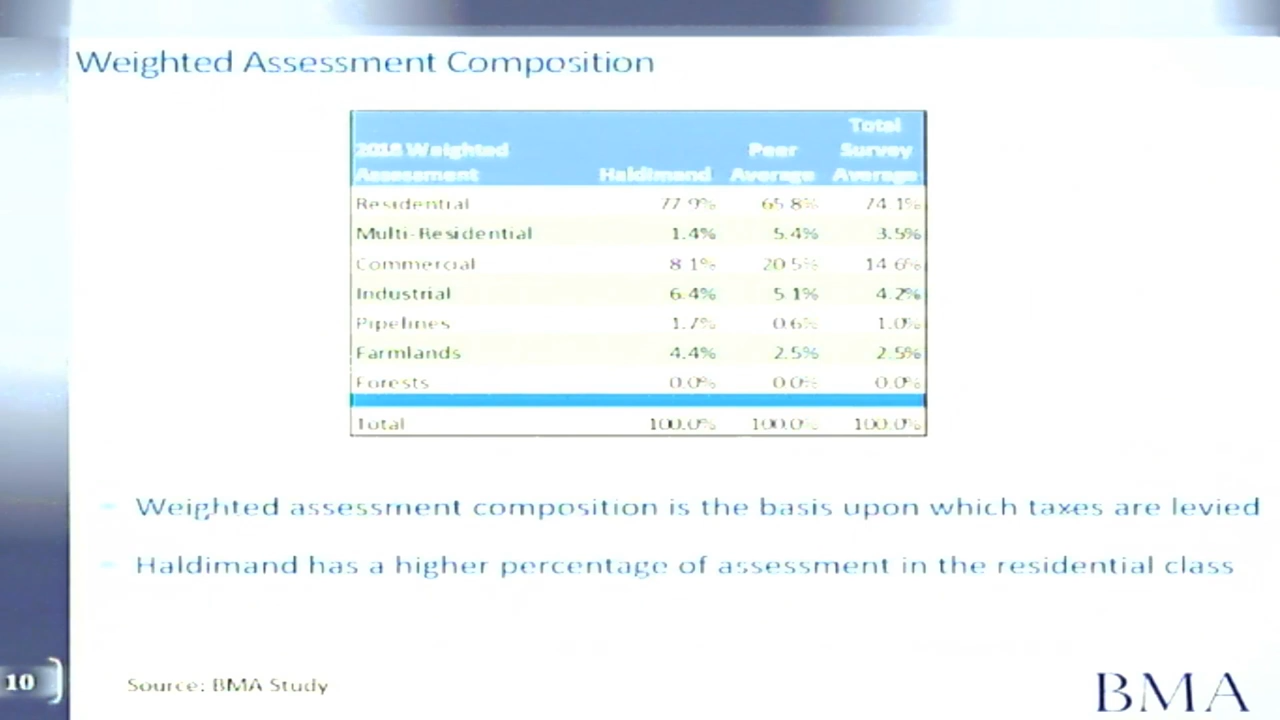 Weighted Assessment Composition
Total
2018 Weighted Peer Survey
Assessment Haldimand Average Average
Residential 77.9% 65.8% 74.1%
Multi-Residential 1.4% 5.4% 3.5%
Commercial 8.1% 20.5% 14.6%
Industrial 6.4% 5.1% 4.2%
Pipelines 1.7% 0.6% 1.0%
Farmlands 4.4% 2.5% 2.5%
Forests 0.0% 0.0% 0.0%
Total 100.0% 100.0% 100.0%
– Weighted assessment composition is the basis upon which taxes are levied
– Haldimand has a higher percentage of assessment in the residential class
10
Source: BMA Study
BMA